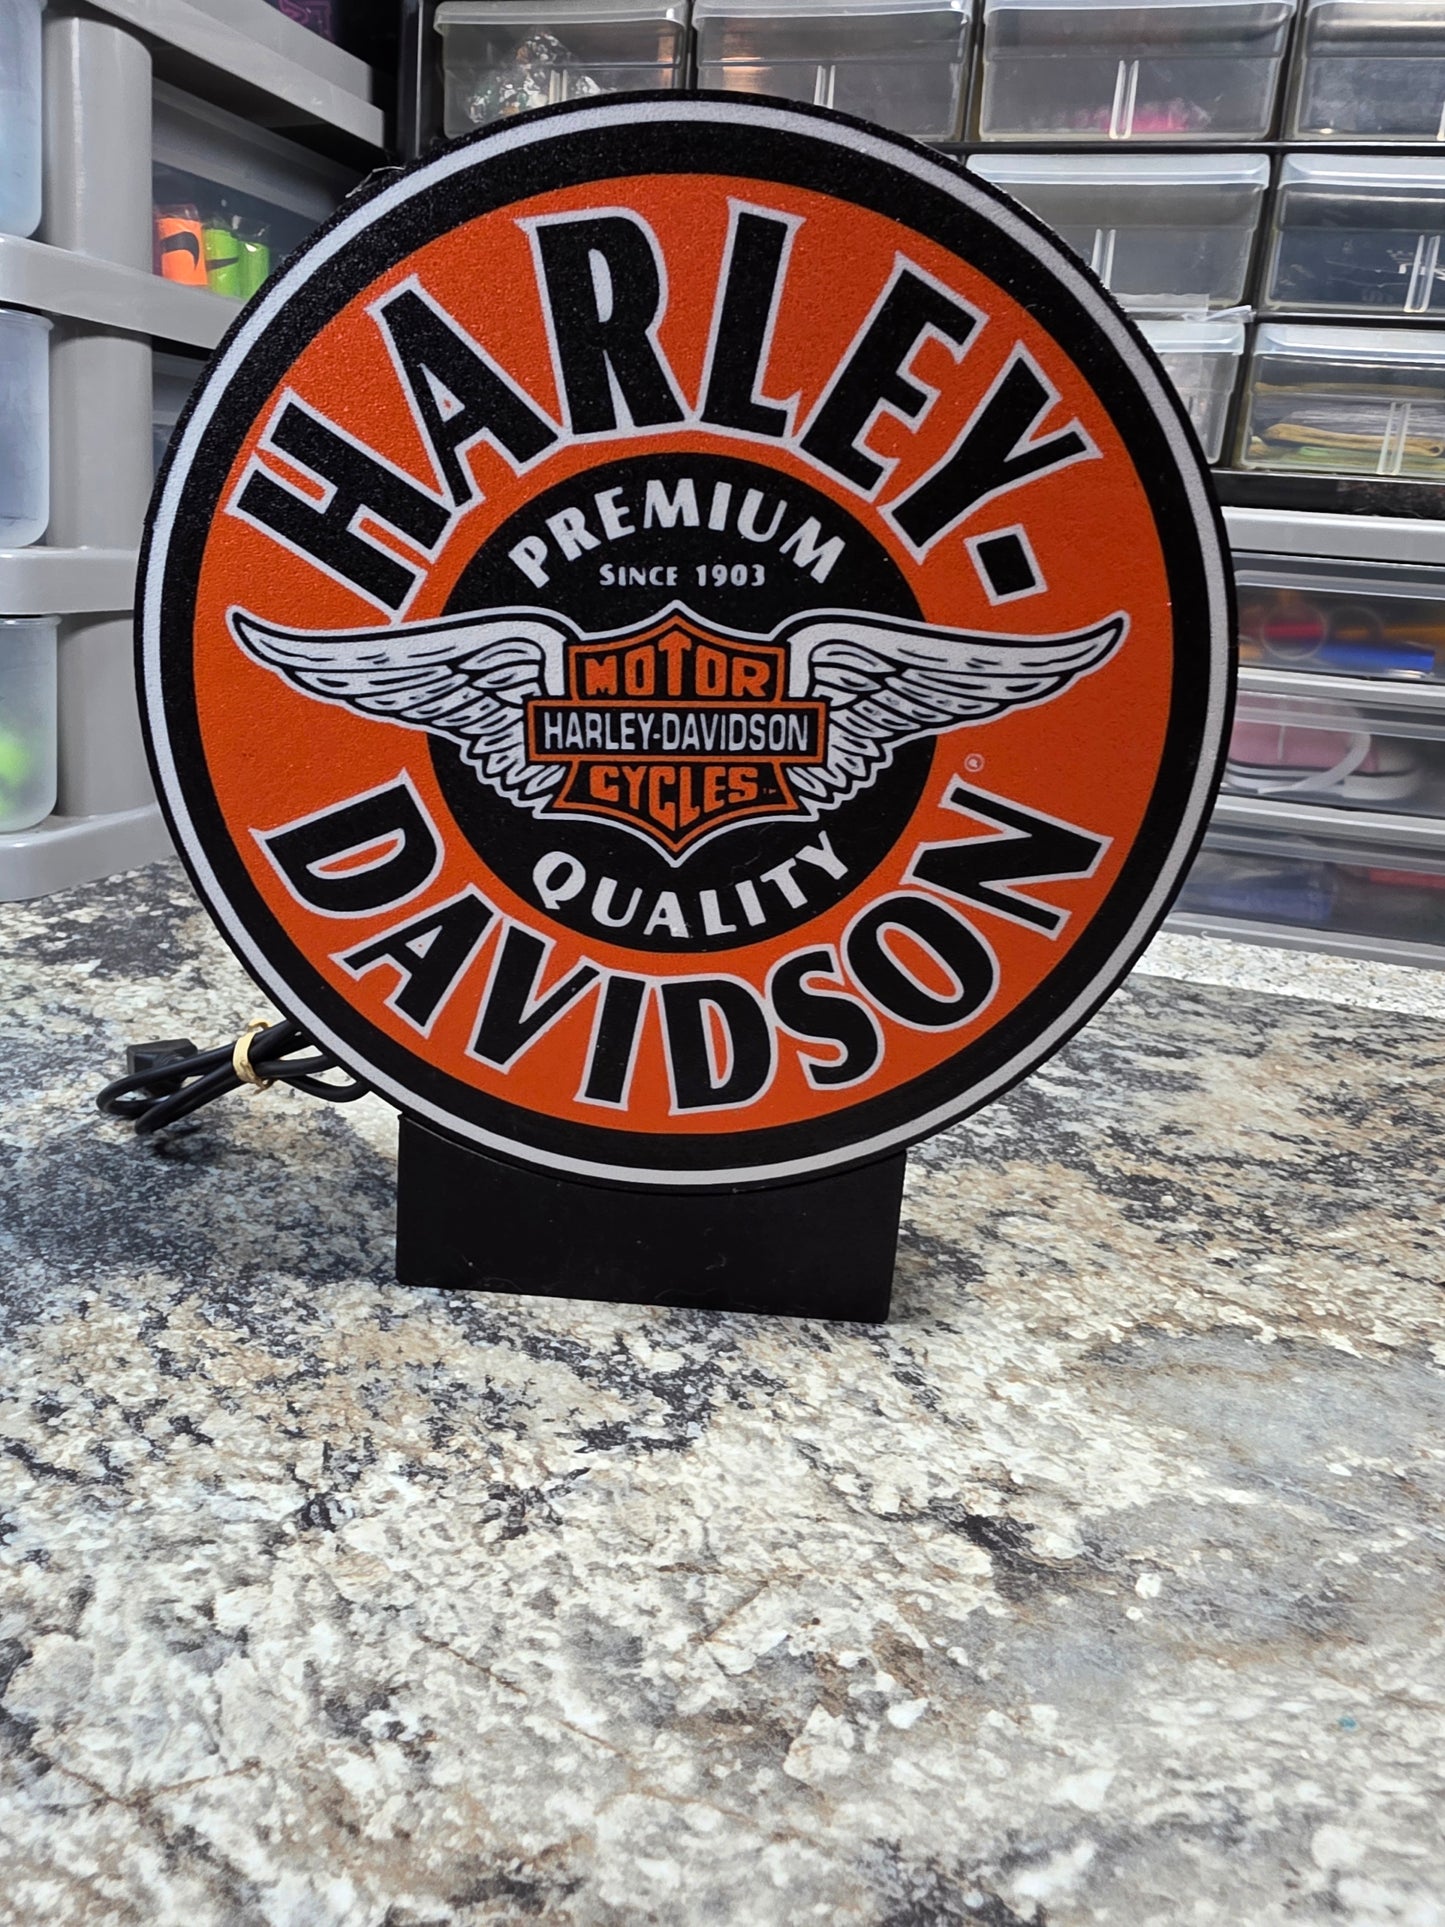 HARLEY-
PREMIUM
SINCE 1903
MOTOR
HARLEY-DAVIDSON
CYCLES
®
QUALITY
DAVIDSON